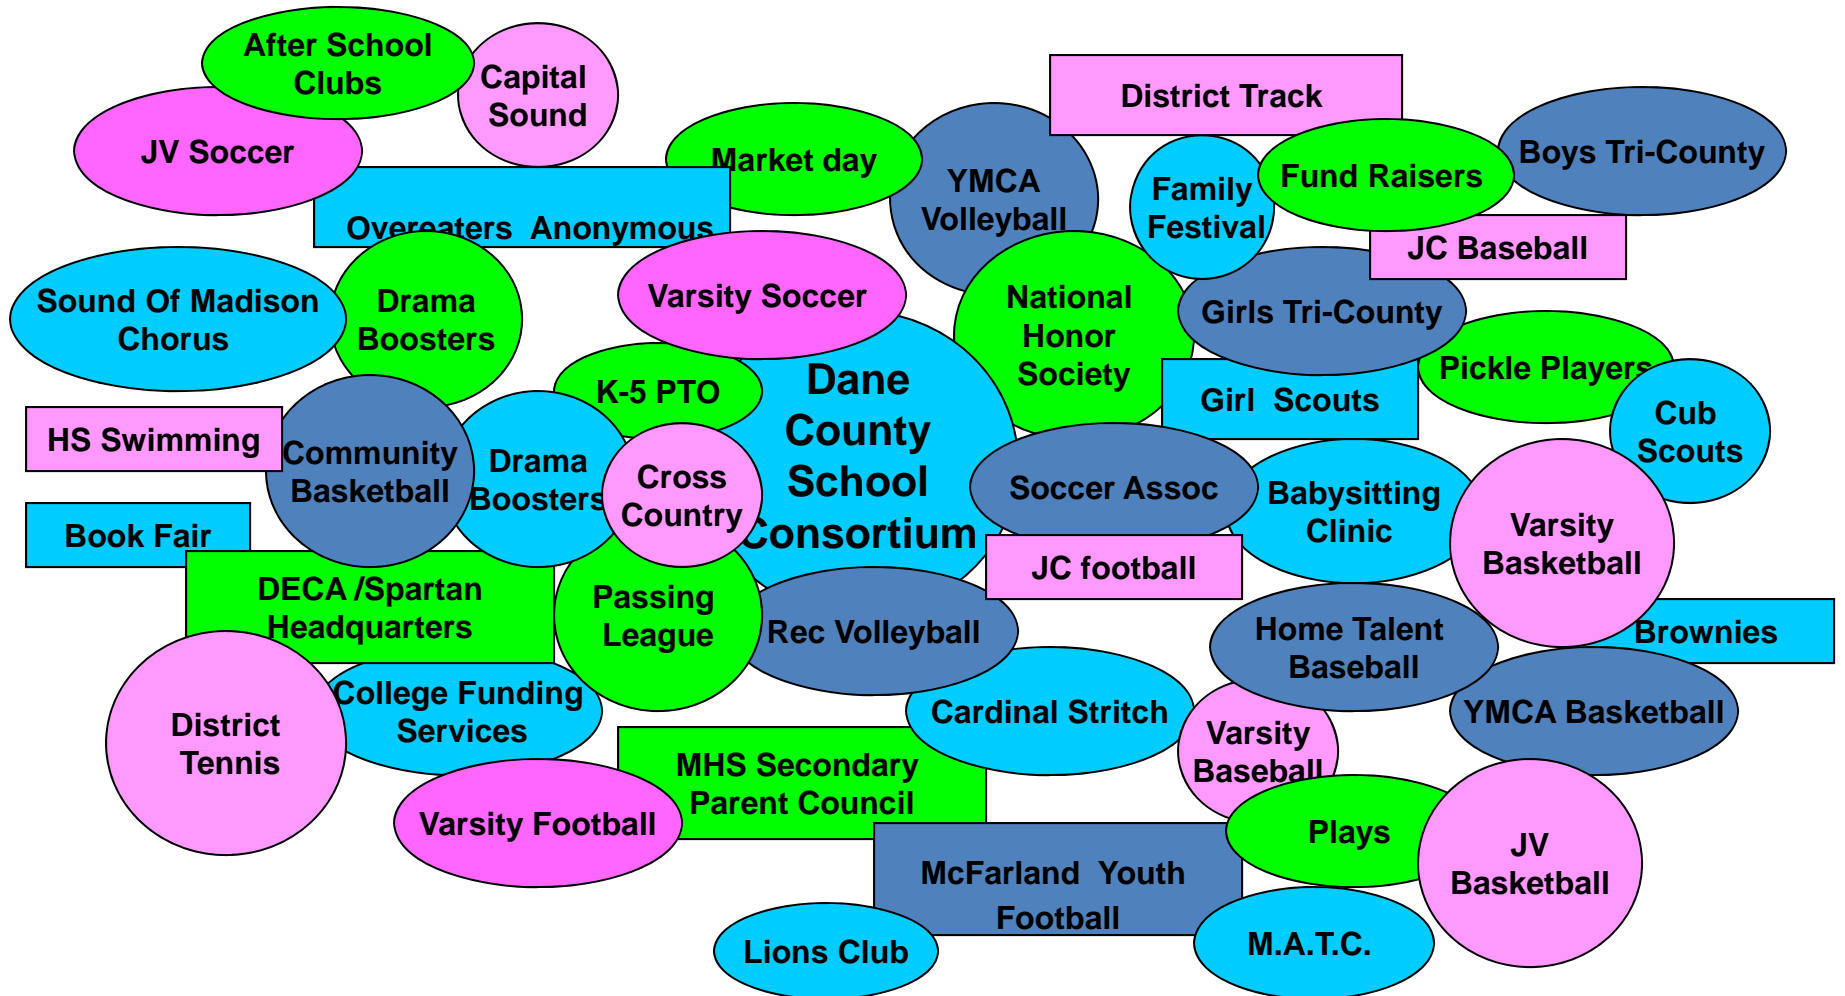 After School
Clubs
Capital
Sound
District Track
JV Soccer
Market day
YMCA
Volleyball
Family
Festival
Fund Raisers
Boys Tri-County
Overeaters Anonymous
JC Baseball
Sound Of Madison
Chorus
Drama
Boosters
Varsity Soccer
National
Honor
Society
Girls Tri-County
Pickle Players
K-5 PTO
Dane
County
School
Consortium
Girl Scouts
Cub
Scouts
HS Swimming
Community
Basketball
Drama
Boosters
Cross
Country
Soccer Assoc
Babysitting
Clinic
Varsity
Basketball
Book Fair
JC football
DECA /Spartan
Headquarters
Passing
League
Rec Volleyball
Home Talent
Baseball
Brownies
District
Tennis
College Funding
Services
Cardinal Stritch
Varsity
Baseball
YMCA Basketball
MHS Secondary
Parent Council
Varsity Football
Plays
JV
Basketball
McFarland Youth
Football
Lions Club
M.A.T.C.